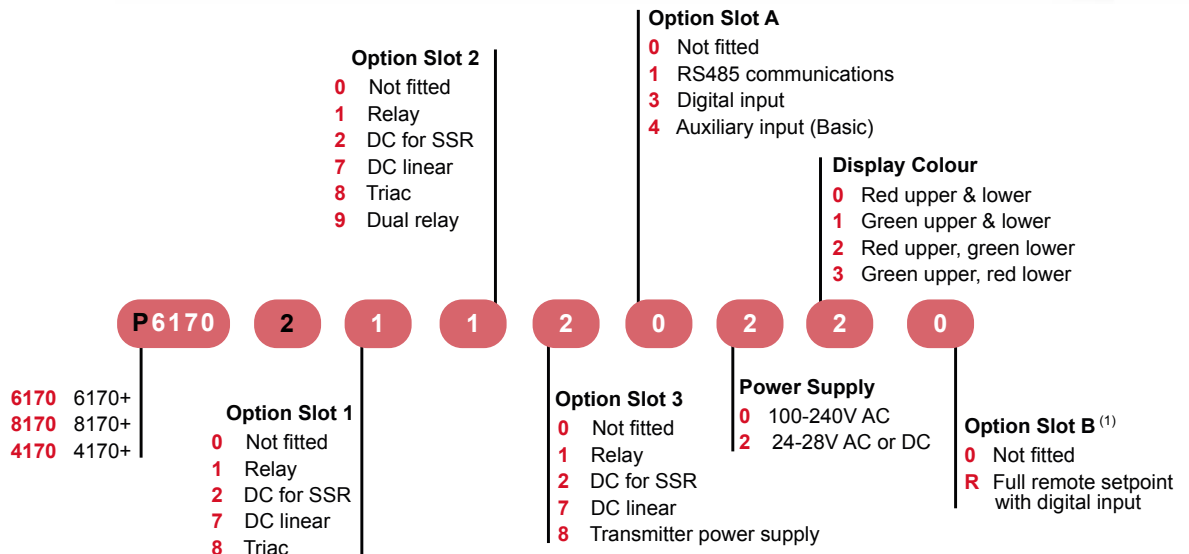 Option Slot A
0 Not fitted
1 RS485 communications
3 Digital input
4 Auxiliary input (Basic)
Option Slot 2
0 Not fitted
1 Relay
2 DC for SSR
7 DC linear
8 Triac
9 Dual relay
Display Colour
0 Red upper & lower
1 Green upper & lower
2 Red upper, green lower
3 Green upper, red lower
P6170 2 1 1 2 0 2 2 0
6170 6170+
8170 8170+
4170 4170+
Option Slot 1
0 Not fitted
1 Relay
2 DC for SSR
7 DC linear
8 Triac
Option Slot 3
0 Not fitted
1 Relay
2 DC for SSR
7 DC linear
8 Transmitter power supply
Power Supply
0 100-240V AC
2 24-28V AC or DC
Option Slot B (1)
0 Not fitted
R Full remote setpoint
with digital input